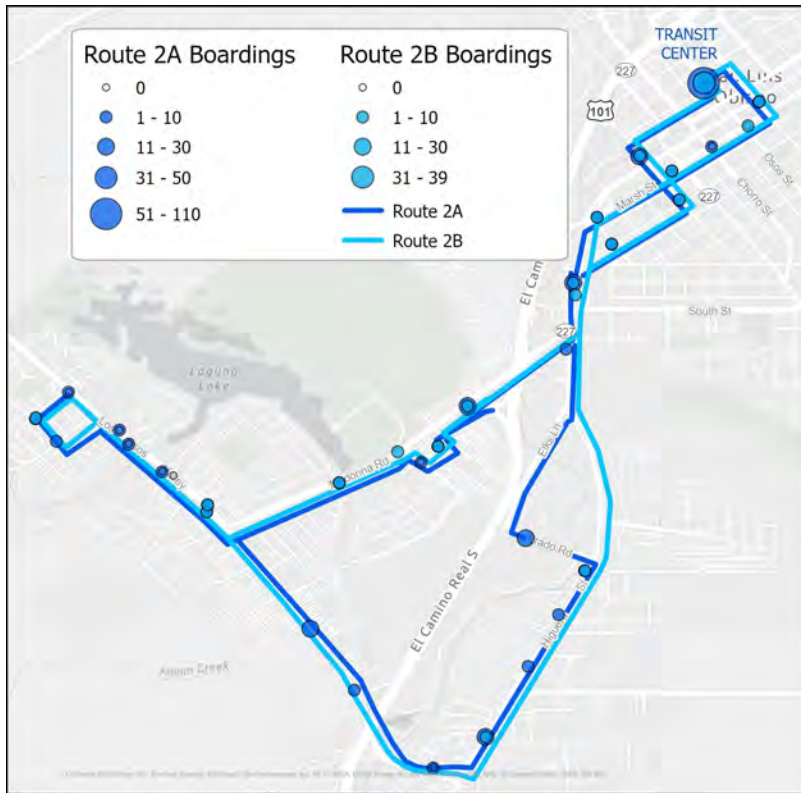 TRANSIT
CENTER
Route 2A Boardings
0
1 - 10
11 - 30
31 - 50
51 - 110
Route 2B Boardings
0
1 - 10
11 - 30
31 - 39
Route 2A
Route 2B
227
101
Osos St
Chorro St
227
Marsh St
El Cam
South St
227
Laguna
Lake
Elks Ln
El Camino Real S